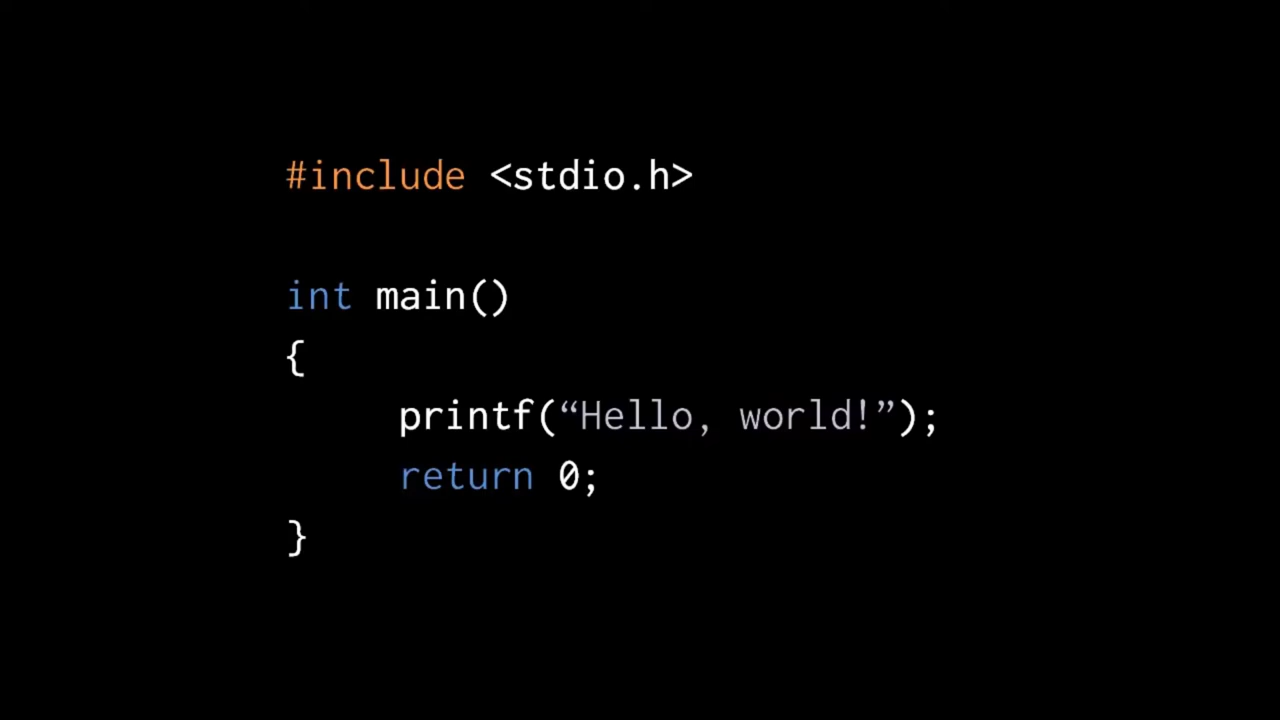 #include <stdio.h>
int main()
{
printf(“Hello, world!”);
return 0;
}